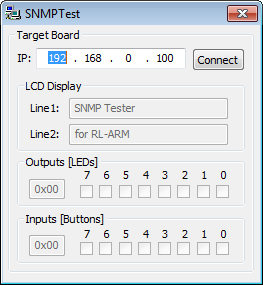 SNMPTest
Target Board
IP: 192 . 168 . 0 . 100 Connect
LCD Display
Line1: SNMP Tester
Line2: for RL-ARM
Outputs [LEDs]
7 6 5 4 3 2 1 0
0x00
Inputs [Buttons]
7 6 5 4 3 2 1 0
0x00